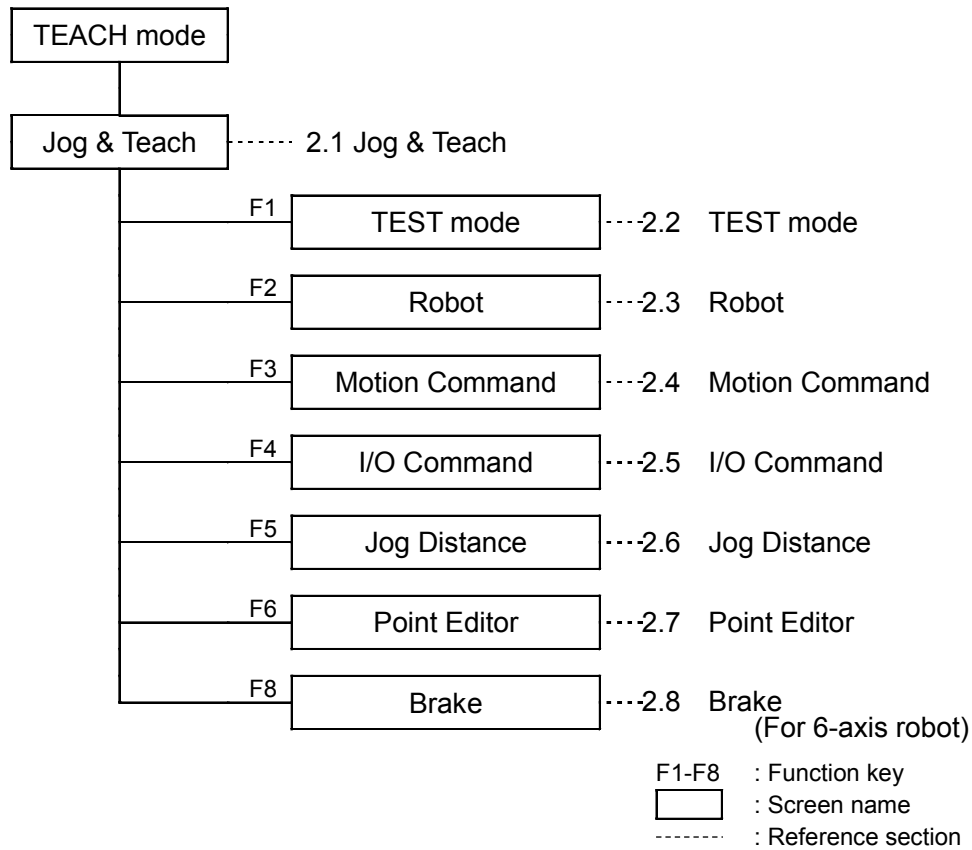 TEACH mode
Jog & Teach 2.1 Jog & Teach
F1 TEST mode 2.2 TEST mode
F2 Robot 2.3 Robot
F3 Motion Command 2.4 Motion Command
F4 I/O Command 2.5 I/O Command
F5 Jog Distance 2.6 Jog Distance
F6 Point Editor 2.7 Point Editor
F8 Brake 2.8 Brake
(For 6-axis robot)
F1-F8 : Function key
: Screen name
: Reference section